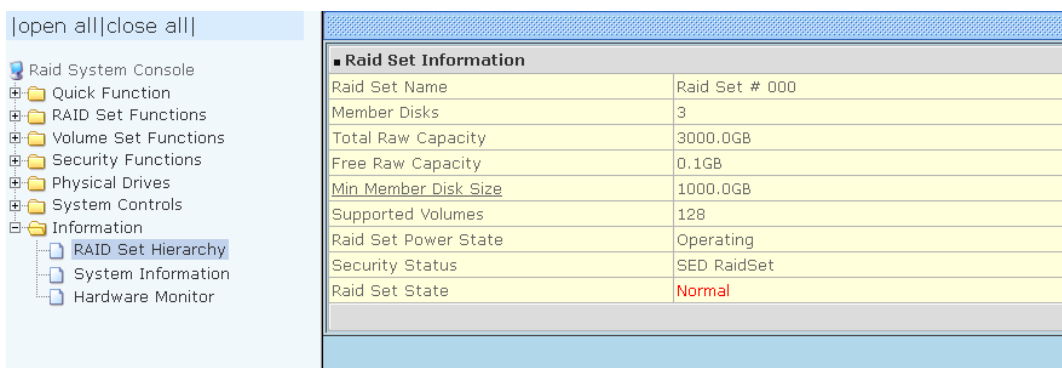 |open all|close all|
Raid System Console
Quick Function
RAID Set Functions
Volume Set Functions
Security Functions
Physical Drives
System Controls
Information
RAID Set Hierarchy
System Information
Hardware Monitor
Raid Set Information
Raid Set Name Raid Set # 000
Member Disks 3
Total Raw Capacity 3000.0GB
Free Raw Capacity 0.1GB
Min Member Disk Size 1000.0GB
Supported Volumes 128
Raid Set Power State Operating
Security Status SED RaidSet
Raid Set State Normal